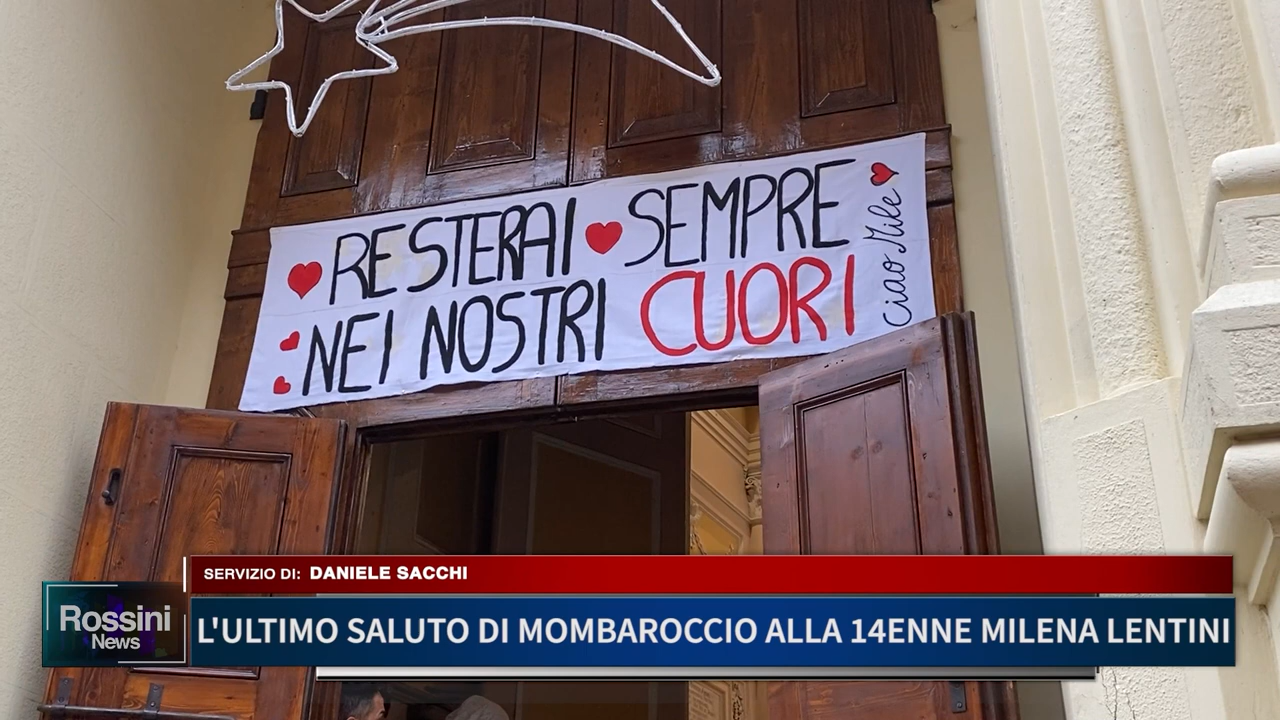 RESTERAI SEMPRE
NEI NOSTRI CUORI
ciao Mile
SERVIZIO DI: DANIELE SACCHI
Rossini
News
L'ULTIMO SALUTO DI MOMBAROCCIO ALLA 14ENNE MILENA LENTINI